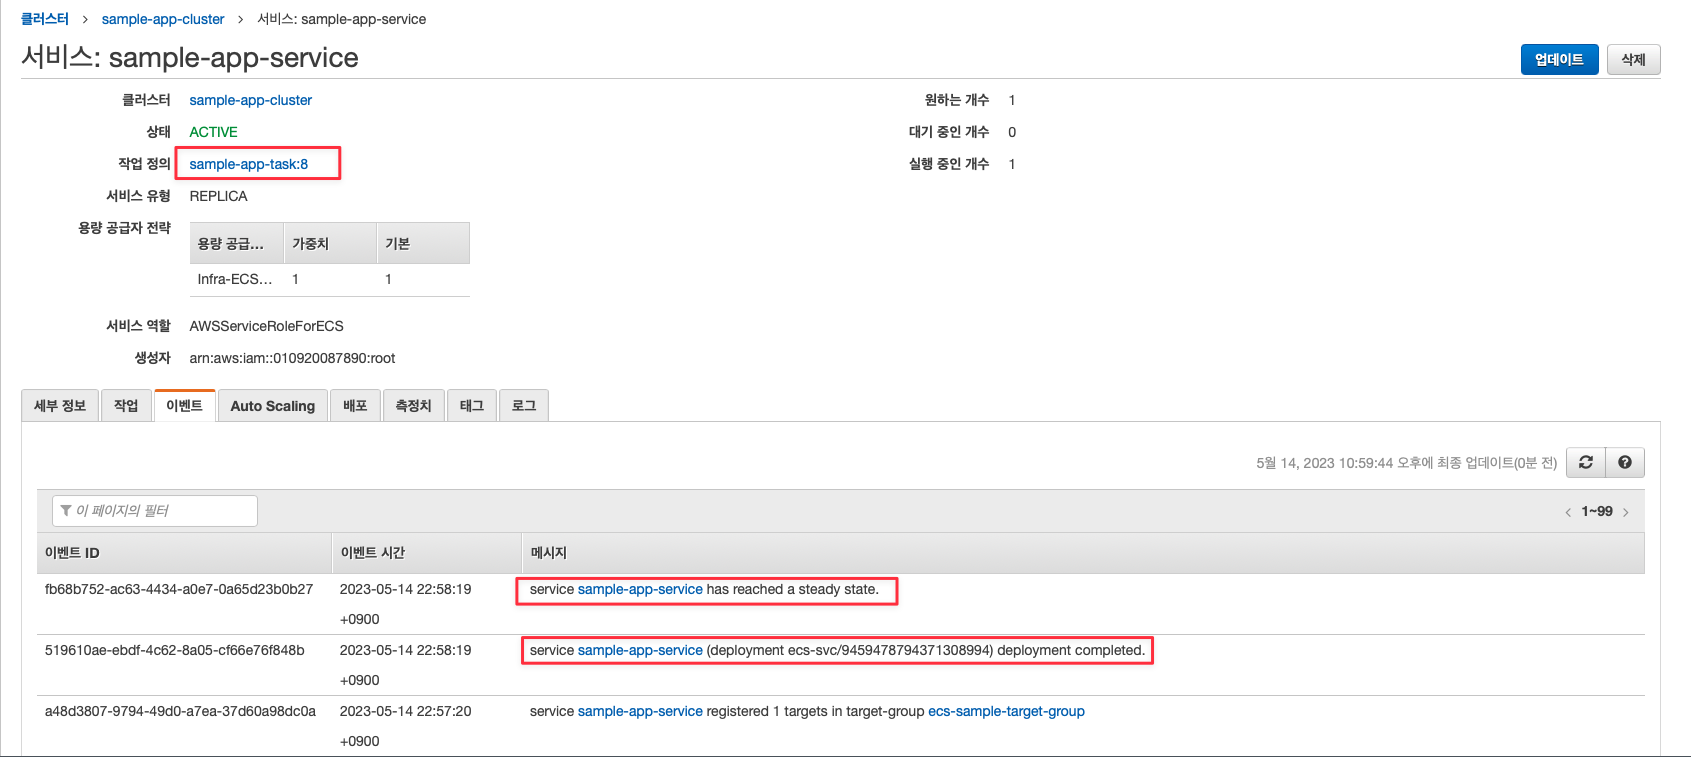 클러스터 > sample-app-cluster > 서비스: sample-app-service
서비스: sample-app-service
업데이트 삭제
클러스터 sample-app-cluster 원하는 개수 1
상태 ACTIVE 대기 중인 개수 0
작업 정의 sample-app-task:8 실행 중인 개수 1
서비스 유형 REPLICA
용량 공급자 전략
용량 공급... 가중치 기본
Infra-ECS... 1 1
서비스 역할 AWSServiceRoleForECS
생성자 arn:aws:iam::010920087890:root
세부 정보 작업 이벤트 Auto Scaling 배포 측정치 태그 로그
5월 14, 2023 10:59:44 오후에 최종 업데이트(0분 전)
이 페이지의 필터 < 1~99 >
이벤트 ID 이벤트 시간 메시지
fb68b752-ac63-4434-a0e7-0a65d23b0b27 2023-05-14 22:58:19 service sample-app-service has reached a steady state.
+0900
519610ae-ebdf-4c62-8a05-cf66e76f848b 2023-05-14 22:58:19 service sample-app-service (deployment ecs-svc/9459478794371308994) deployment completed.
+0900
a48d3807-9794-49d0-a7ea-37d60a98dc0a 2023-05-14 22:57:20 service sample-app-service registered 1 targets in target-group ecs-sample-target-group
+0900